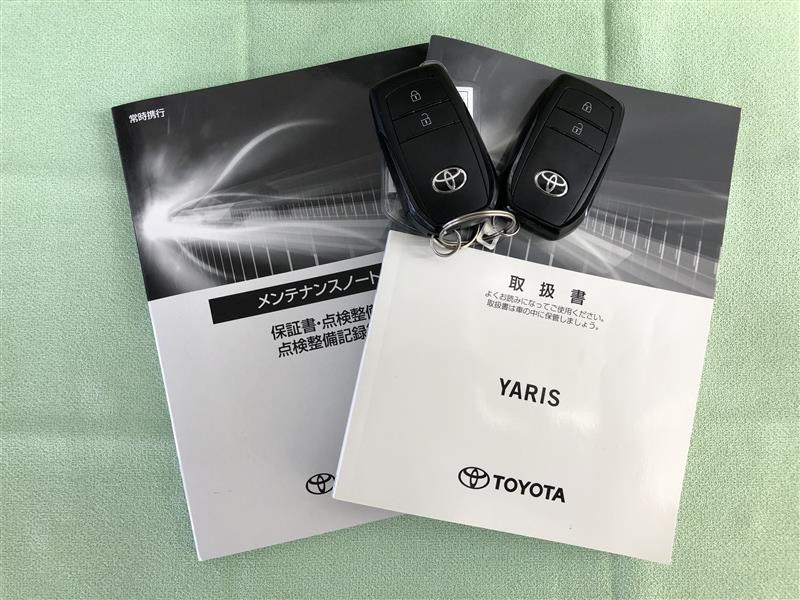 常時携行
メンテナンスノート
保証書・点検整備
点検整備記録
取扱書
よくお読みになってご使用ください。
取扱書は車の中に保管しましょう。
YARIS
TOYOTA